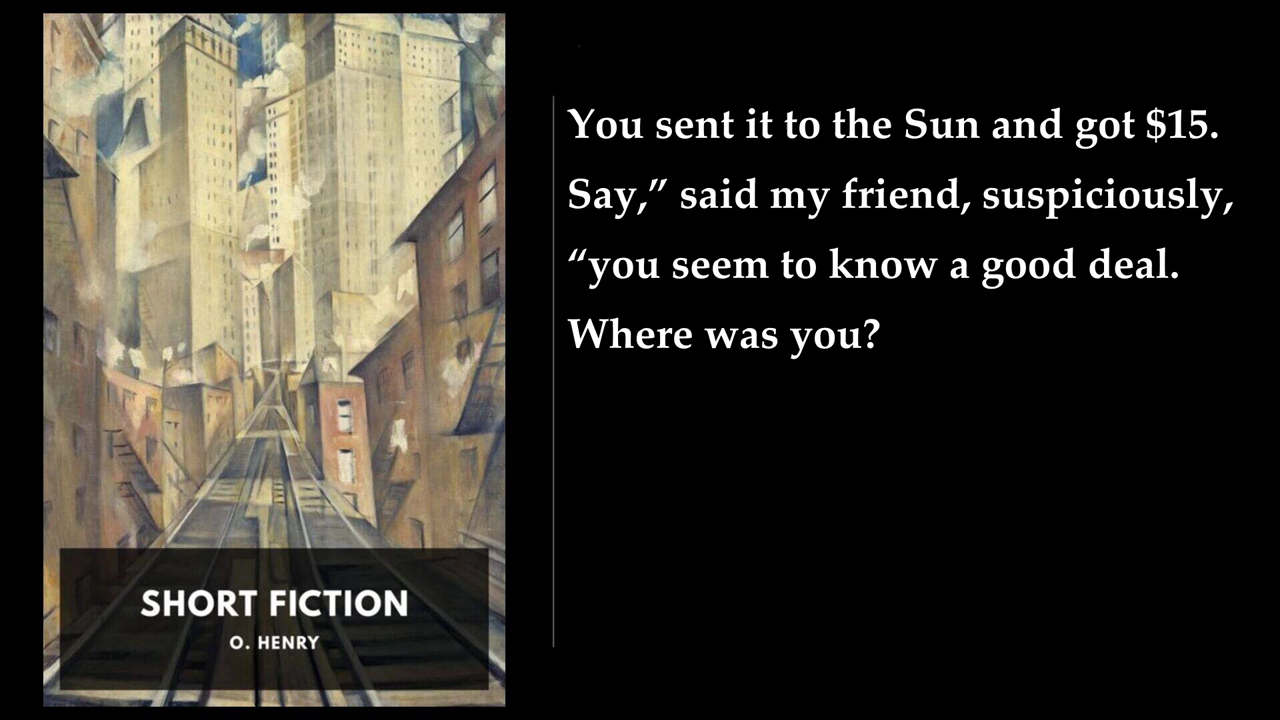 You sent it to the Sun and got $15.
Say,” said my friend, suspiciously,
“you seem to know a good deal.
Where was you?
SHORT FICTION
O. HENRY